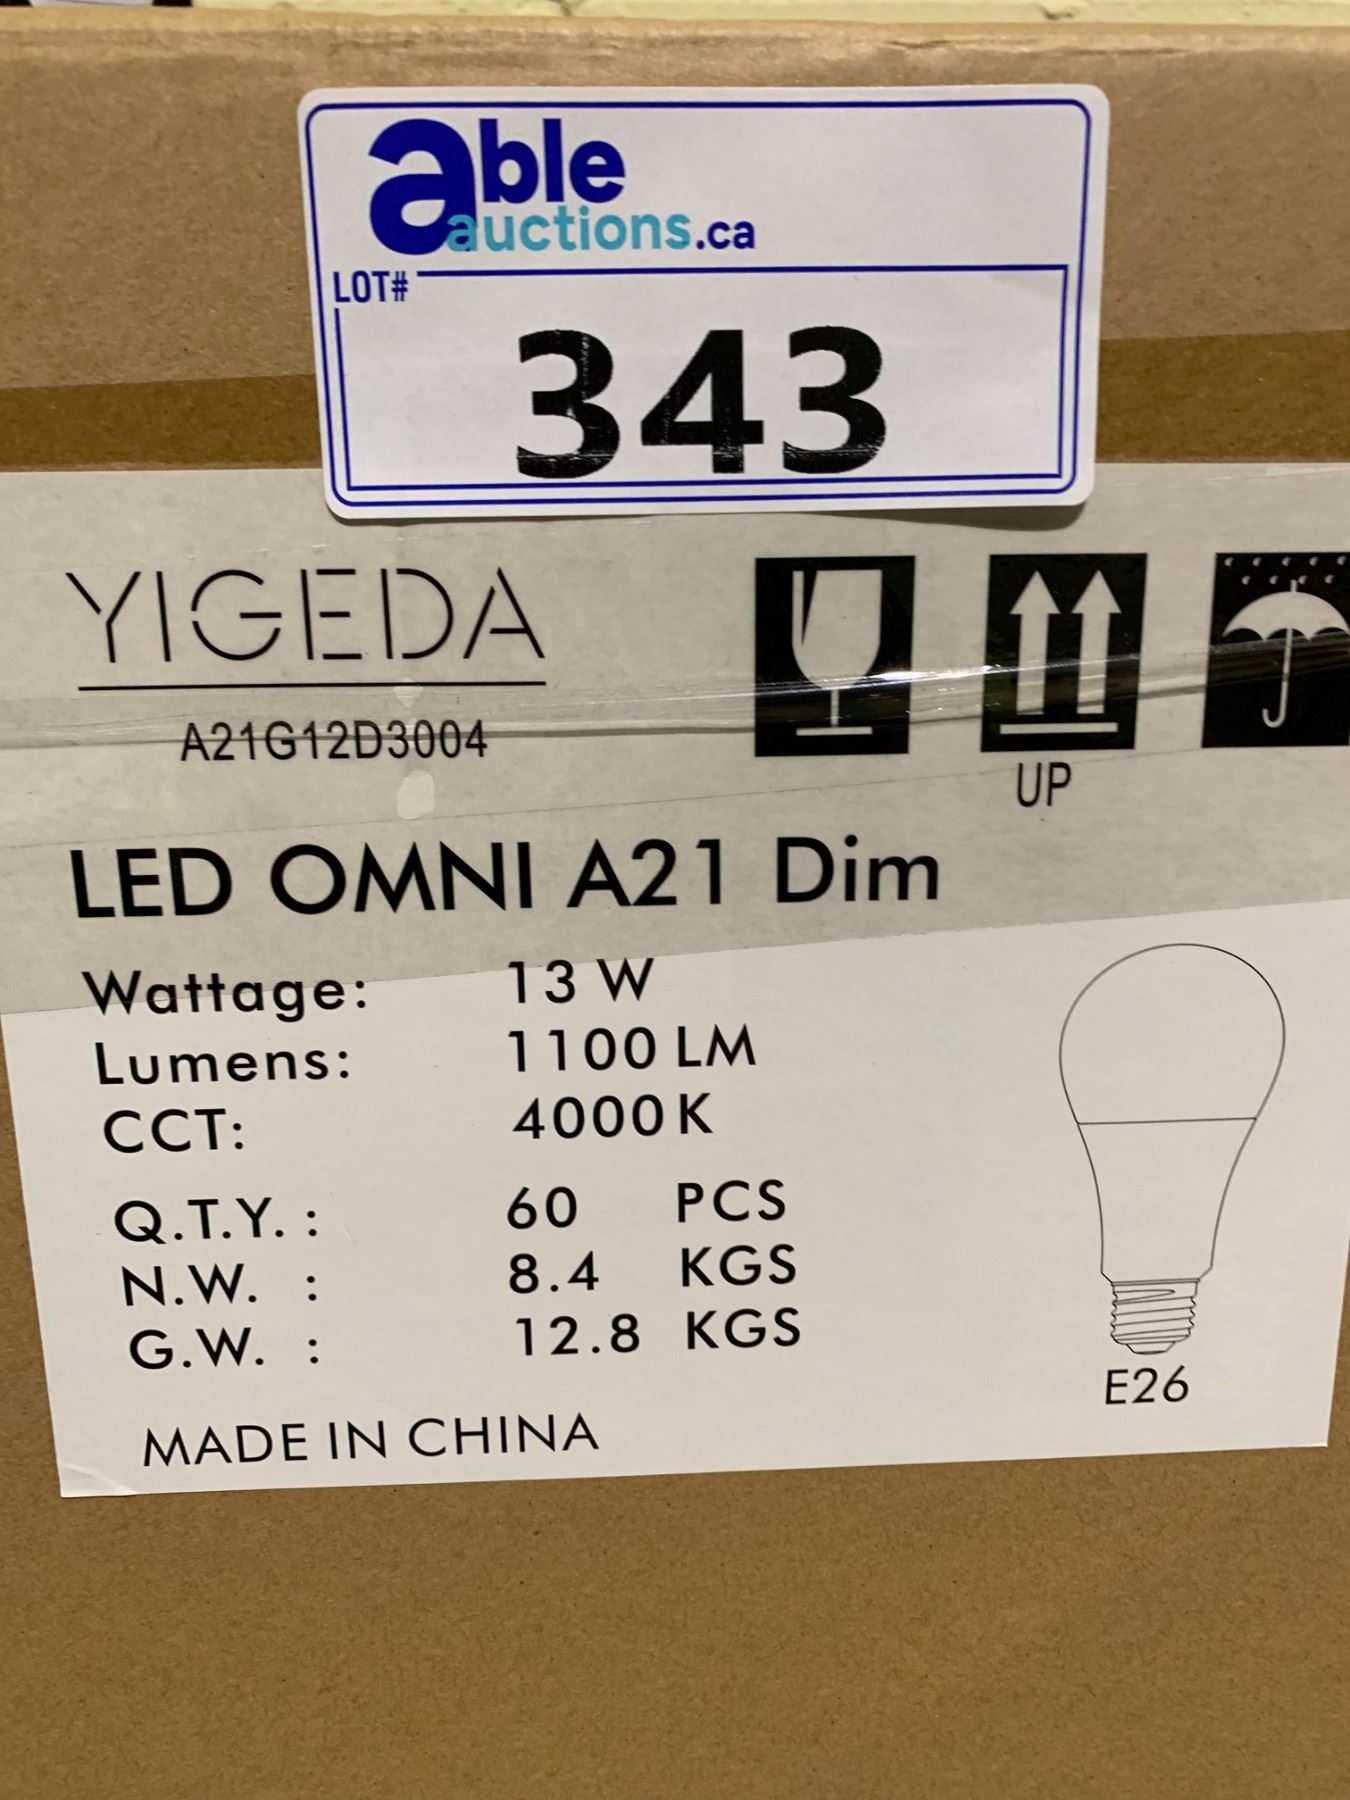 able
auctions.ca
LOT#
343
YIGEDA
A21G12D3004
UP
LED OMNI A21 Dim
Wattage: 13 W
Lumens: 1100 LM
CCT: 4000 K
Q.T.Y. : 60 PCS
N.W. : 8.4 KGS
G.W. : 12.8 KGS
E26
MADE IN CHINA